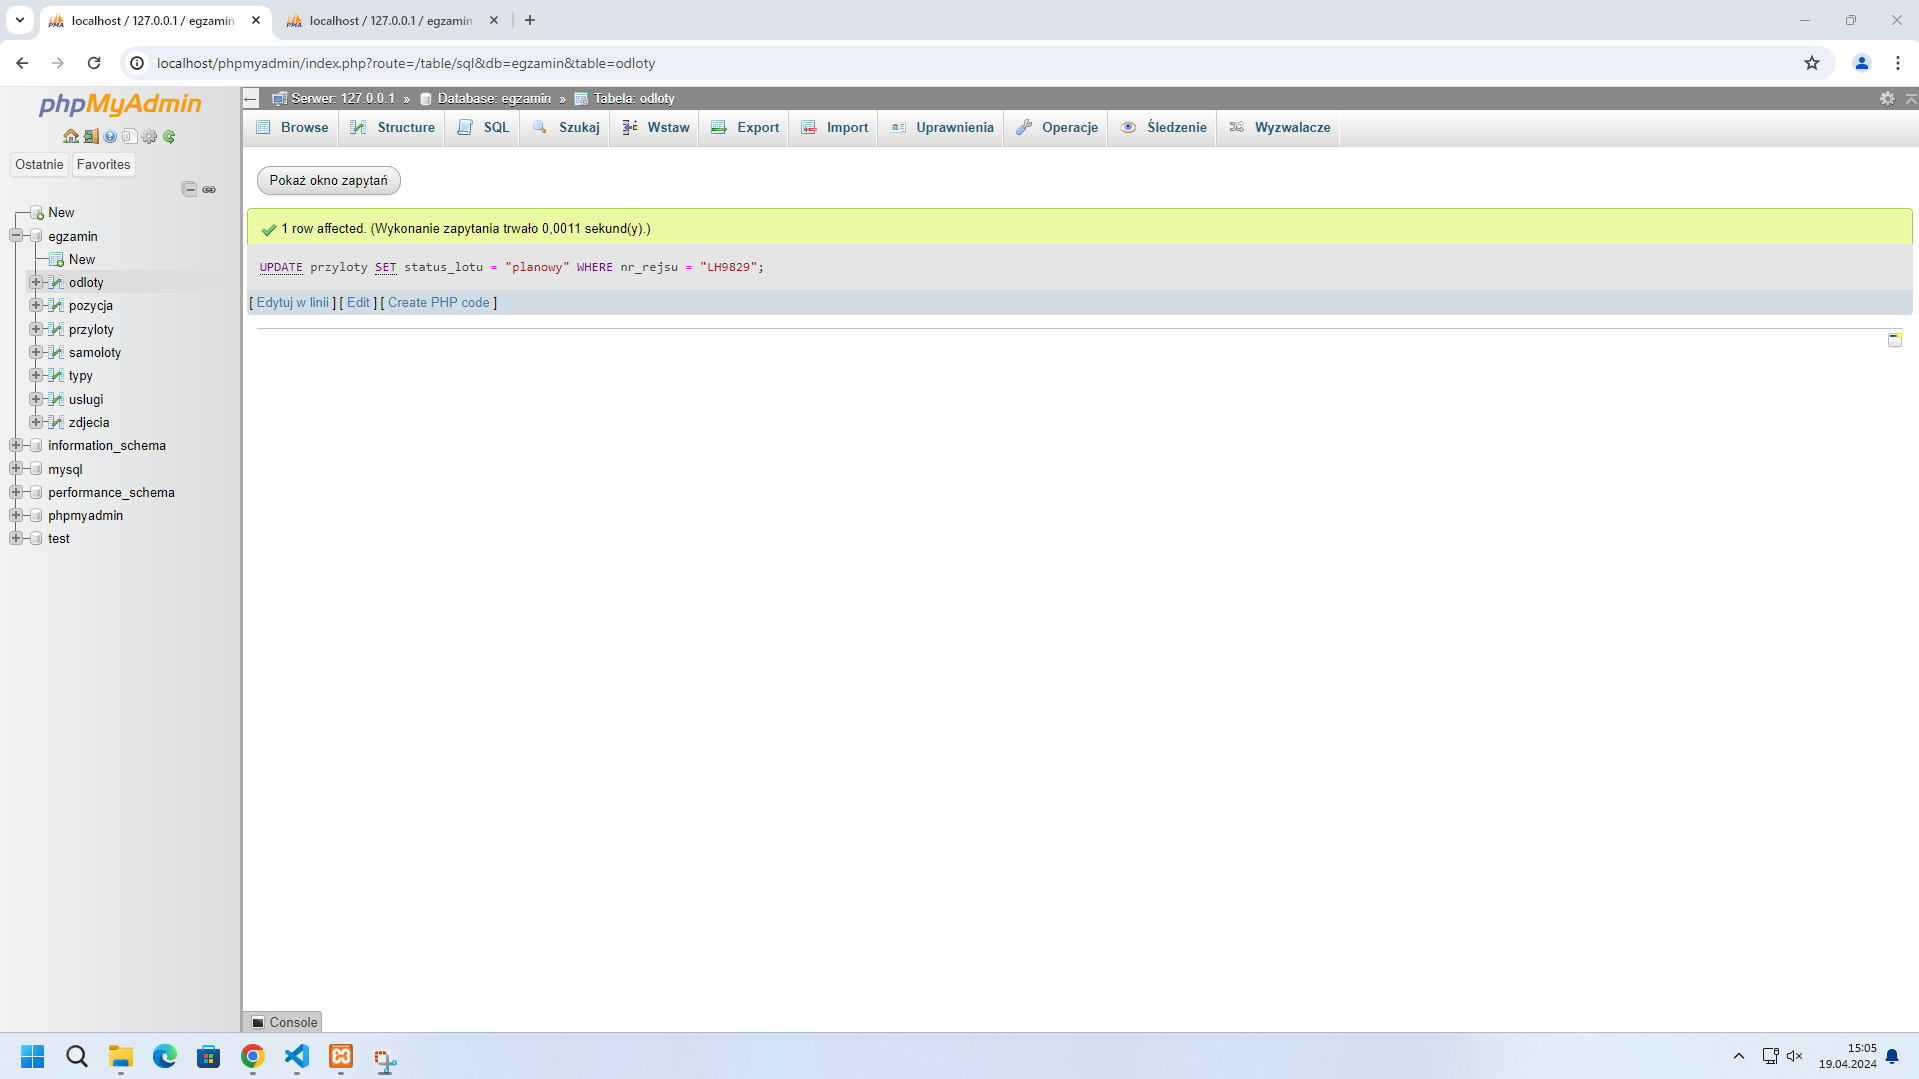 localhost / 127.0.0.1 / egzamin
localhost / 127.0.0.1 / egzamin
localhost/phpmyadmin/index.php?route=/table/sql&db=egzamin&table=odloty
phpMyAdmin
Ostatnie Favorites
New
egzamin
New
odloty
pozycja
przyloty
samoloty
typy
uslugi
zdjecia
information_schema
mysql
performance_schema
phpmyadmin
test
Serwer: 127.0.0.1 » Database: egzamin » Tabela: odloty
Browse Structure SQL Szukaj Wstaw Export Import Uprawnienia Operacje Śledzenie Wyzwalacze
Pokaż okno zapytań
1 row affected. (Wykonanie zapytania trwało 0,0011 sekund(y).)
UPDATE przyloty SET status_lotu = "planowy" WHERE nr_rejsu = "LH9829";
[ Edytuj w linii ] [ Edit ] [ Create PHP code ]
Console
15:05
19.04.2024